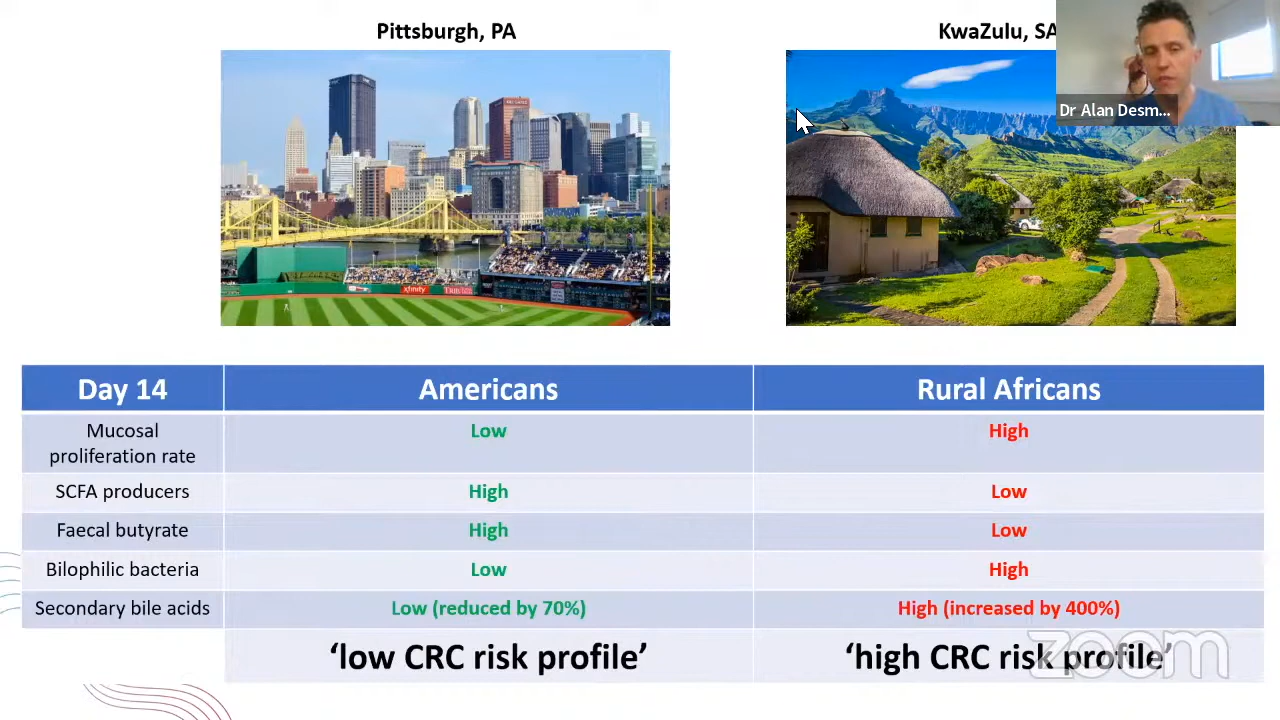 Pittsburgh, PA
KwaZulu, SA
Dr Alan Desm...
xfinity
Day 14
Americans
Rural Africans
Mucosal
proliferation rate
Low
High
SCFA producers
High
Low
Faecal butyrate
High
Low
Bilophilic bacteria
Low
High
Secondary bile acids
Low (reduced by 70%)
High (increased by 400%)
‘low CRC risk profile’
‘high CRC risk profile’
zoom